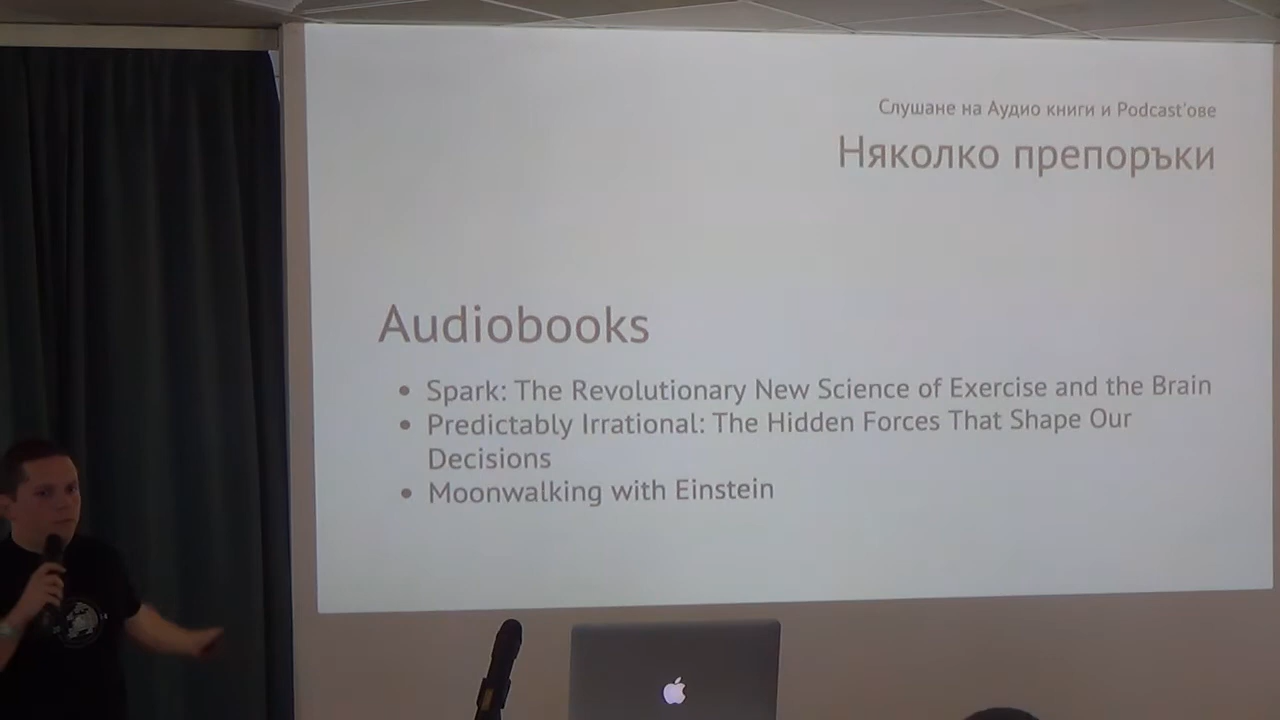 Слушане на Аудио книги и Podcast'ове
Няколко препоръки
Audiobooks
• Spark: The Revolutionary New Science of Exercise and the Brain
• Predictably Irrational: The Hidden Forces That Shape Our
Decisions
• Moonwalking with Einstein